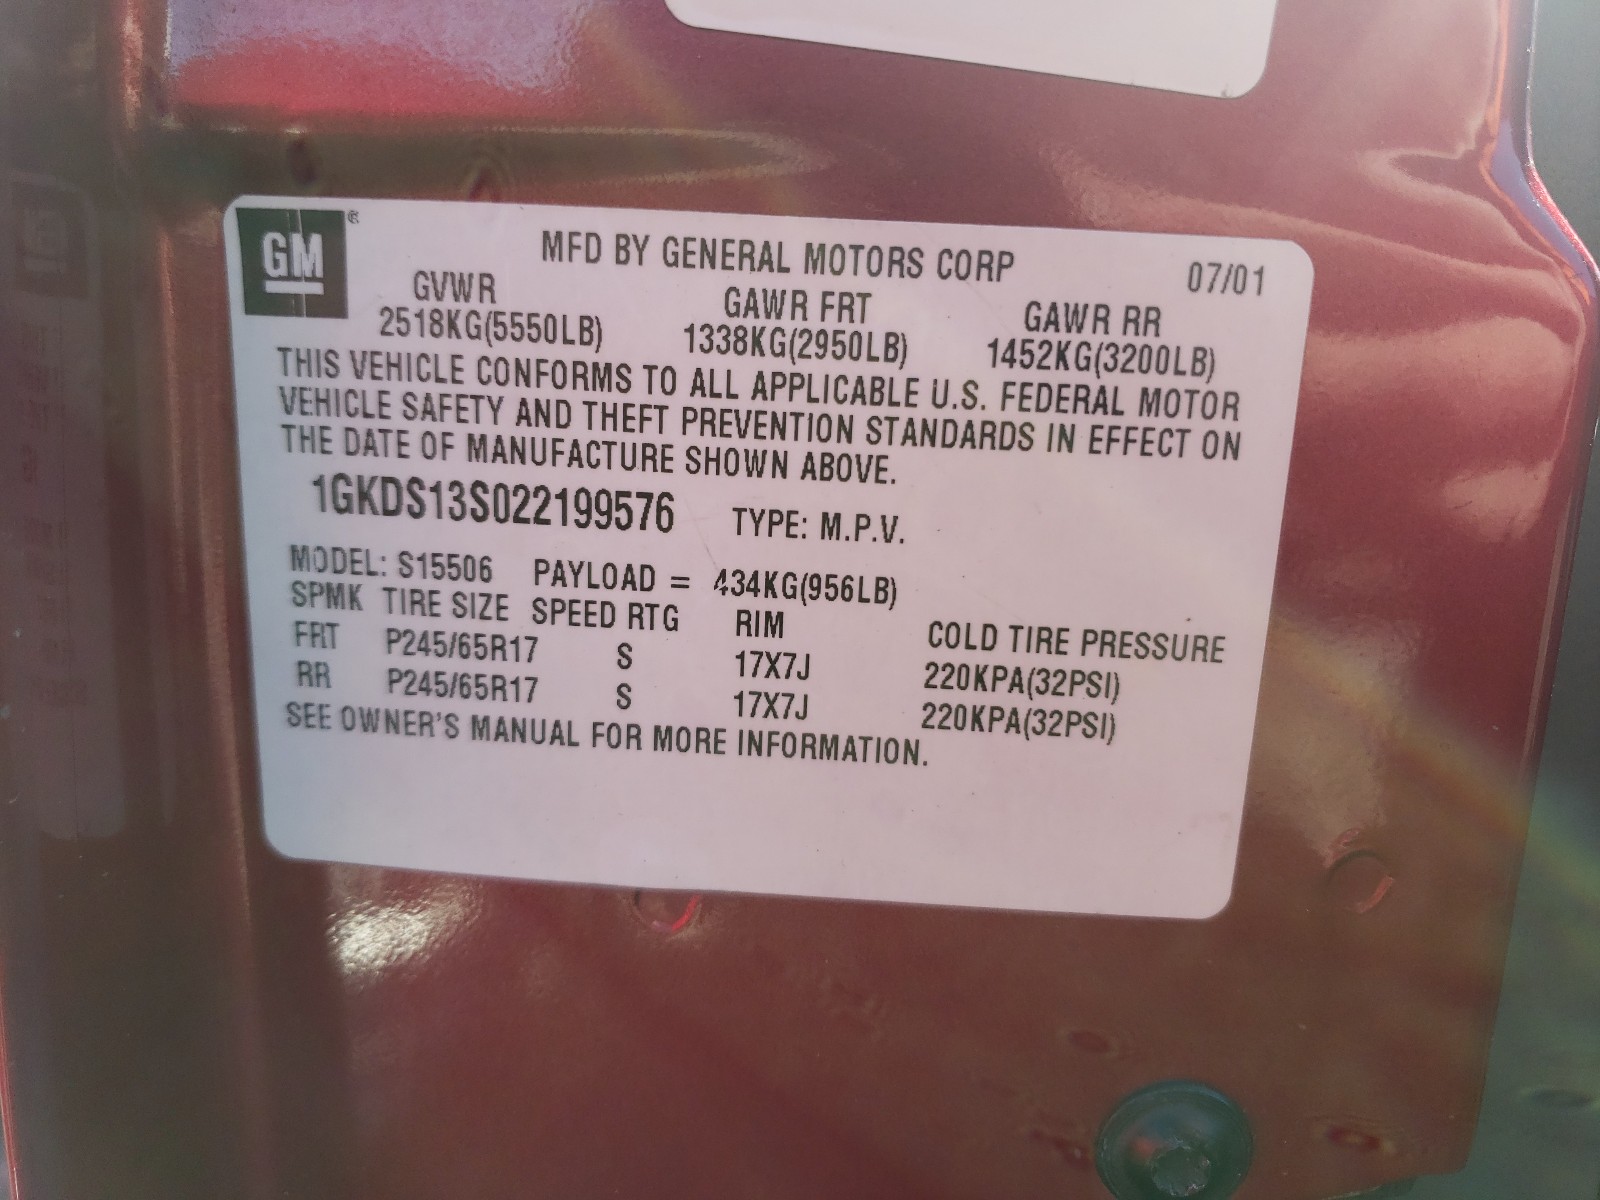 GM®
MFD BY GENERAL MOTORS CORP 07/01
GVWR GAWR FRT GAWR RR
2518KG(5550LB) 1338KG(2950LB) 1452KG(3200LB)
THIS VEHICLE CONFORMS TO ALL APPLICABLE U.S. FEDERAL MOTOR
VEHICLE SAFETY AND THEFT PREVENTION STANDARDS IN EFFECT ON
THE DATE OF MANUFACTURE SHOWN ABOVE.
1GKDS13S022199576 TYPE: M.P.V.
MODEL: S15506 PAYLOAD = 434KG(956LB)
SPMK TIRE SIZE SPEED RTG RIM COLD TIRE PRESSURE
FRT P245/65R17 S 17X7J 220KPA(32PSI)
RR P245/65R17 S 17X7J 220KPA(32PSI)
SEE OWNER'S MANUAL FOR MORE INFORMATION.